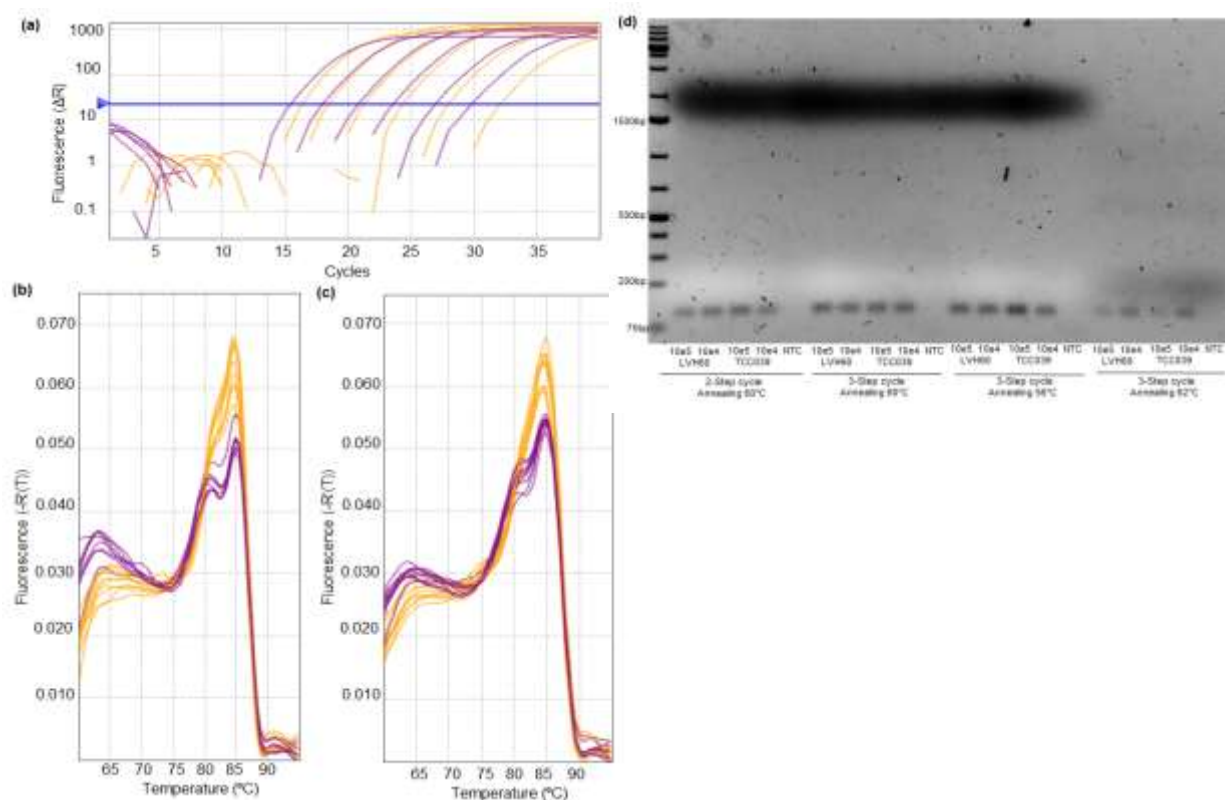 (a)
1000
100
10
1
0.1
Fluorescence (ΔR)
5 10 15 20 25 30 35
Cycles
(b)
0.070
0.060
0.050
0.040
0.030
0.020
0.010
Fluorescence (-R'(T))
65 70 75 80 85 90
Temperature (ºC)
(c)
0.070
0.060
0.050
0.040
0.030
0.020
0.010
Fluorescence (-R'(T))
65 70 75 80 85 90
Temperature (ºC)
(d)
1500bp
500bp
200bp
75bp
10e5 10e4 10e5 10e4 NTC 10e5 10e4 10e5 10e4 NTC 10e5 10e4 10e5 10e4 NTC 10e5 10e4 10e5 10e4 NTC
LVH60 TCC039 LVH60 TCC039 LVH60 TCC039 LVH60 TCC039
2-Step cycle 3-Step cycle 3-Step cycle 3-Step cycle
Annealing 60°C Annealing 60°C Annealing 62°C